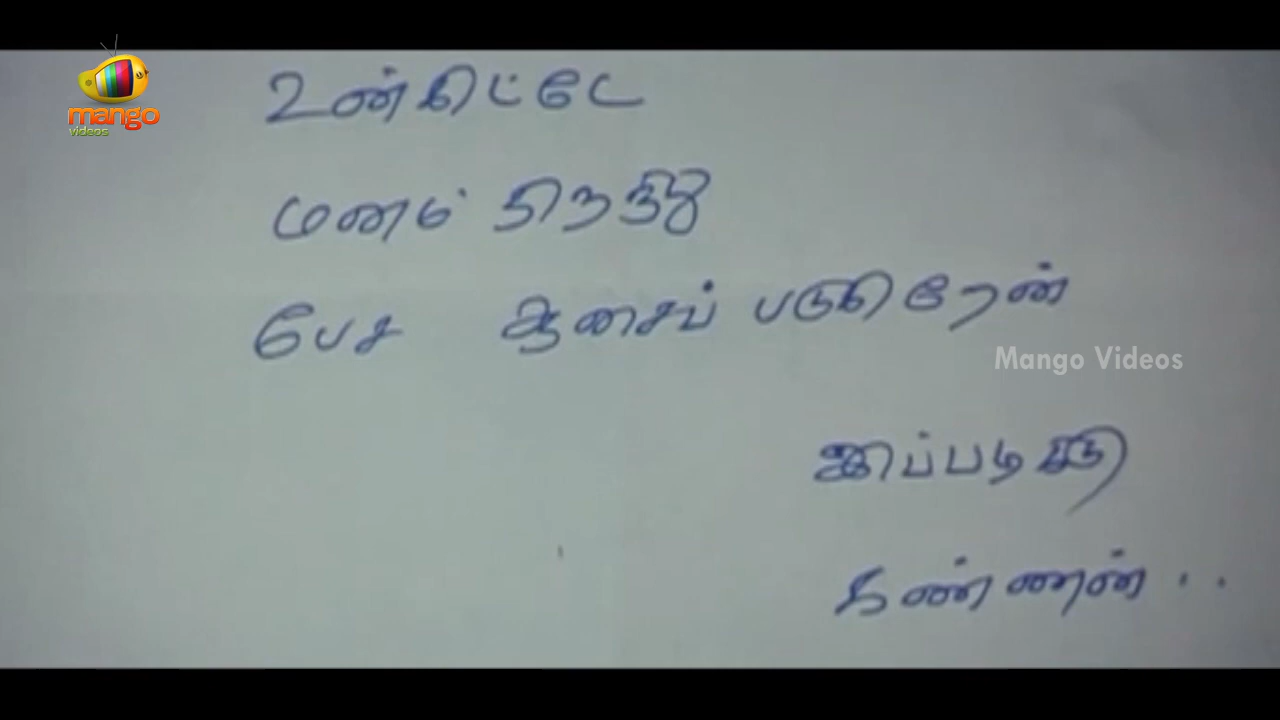 mango
videos
உன்கிட்டே
மனம் திறந்து
பேச ஆசைப் படுகிறேன்
Mango Videos
இப்படிக்கு
கண்ணன்..